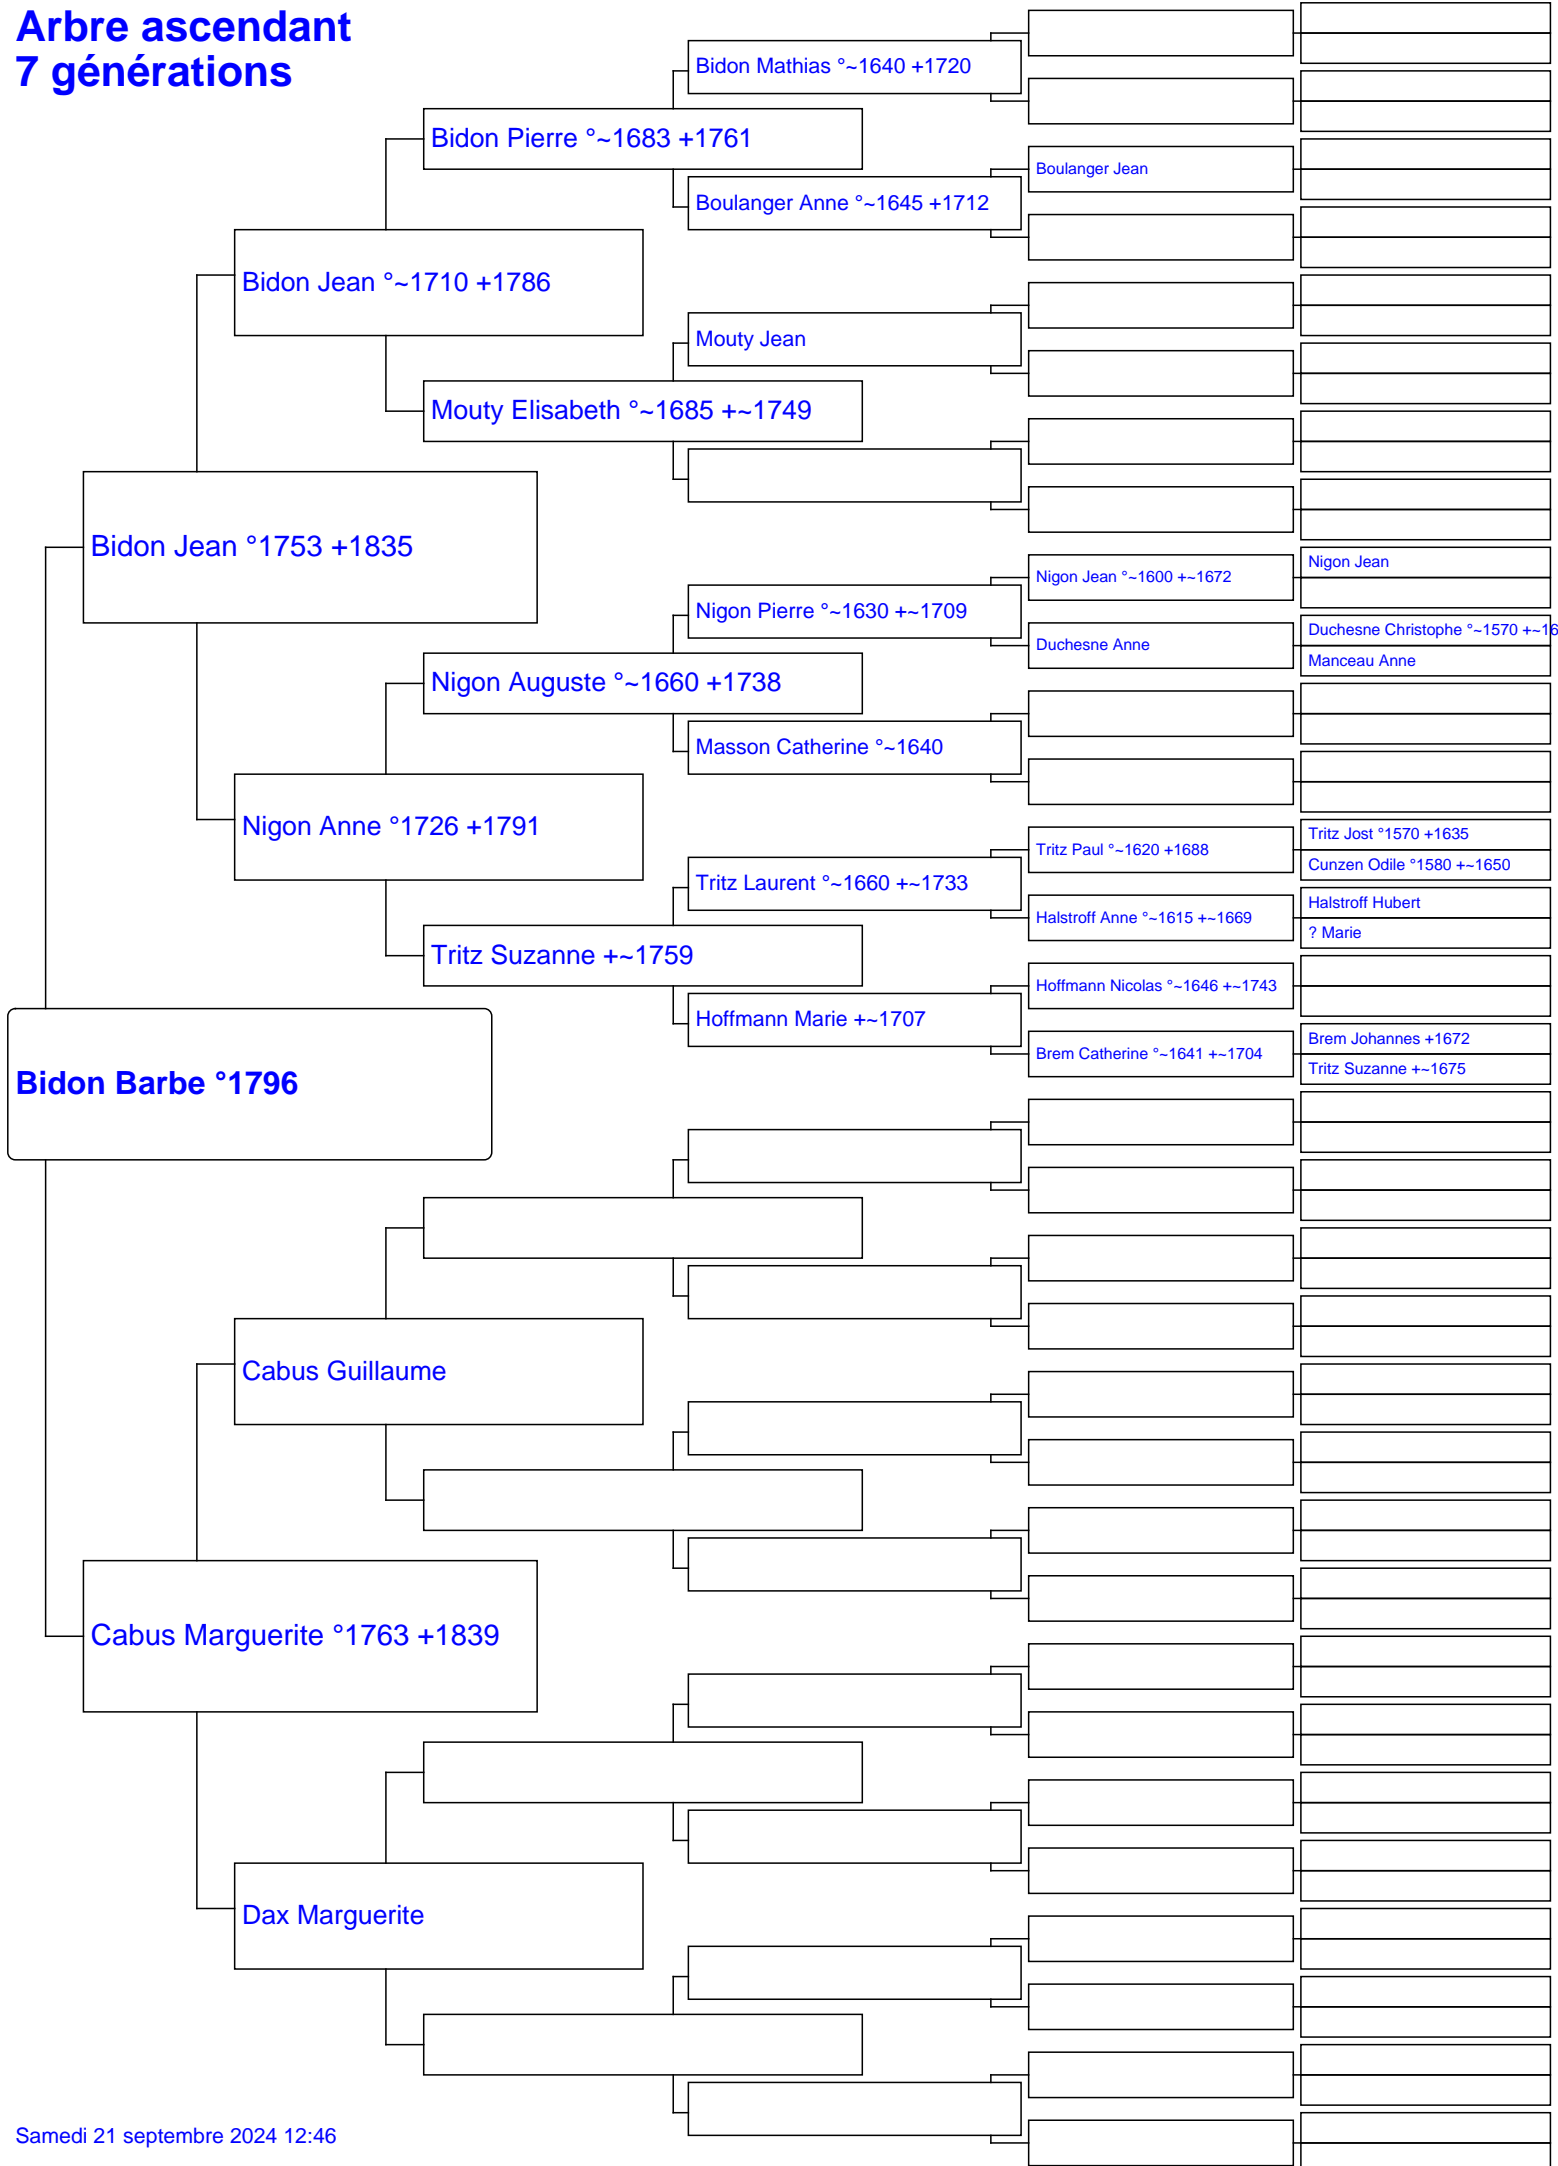 Arbre ascendant
7 générations
Bidon Mathias °~1640 +1720
Bidon Pierre °~1683 +1761
Boulanger Jean
Boulanger Anne °~1645 +1712
Bidon Jean °~1710 +1786
Mouty Jean
Mouty Elisabeth °~1685 +~1749
Bidon Jean °1753 +1835
Nigon Jean
Nigon Jean °~1600 +~1672
Nigon Pierre °~1630 +~1709
Duchesne Christophe °~1570 +~16
Duchesne Anne
Manceau Anne
Nigon Auguste °~1660 +1738
Masson Catherine °~1640
Nigon Anne °1726 +1791
Tritz Jost °1570 +1635
Tritz Paul °~1620 +1688
Cunzen Odile °1580 +~1650
Tritz Laurent °~1660 +~1733
Halstroff Hubert
Halstroff Anne °~1615 +~1669
? Marie
Tritz Suzanne +~1759
Hoffmann Nicolas °~1646 +~1743
Hoffmann Marie +~1707
Brem Johannes +1672
Brem Catherine °~1641 +~1704
Tritz Suzanne +~1675
Bidon Barbe °1796
Cabus Guillaume
Cabus Marguerite °1763 +1839
Dax Marguerite
Samedi 21 septembre 2024 12:46